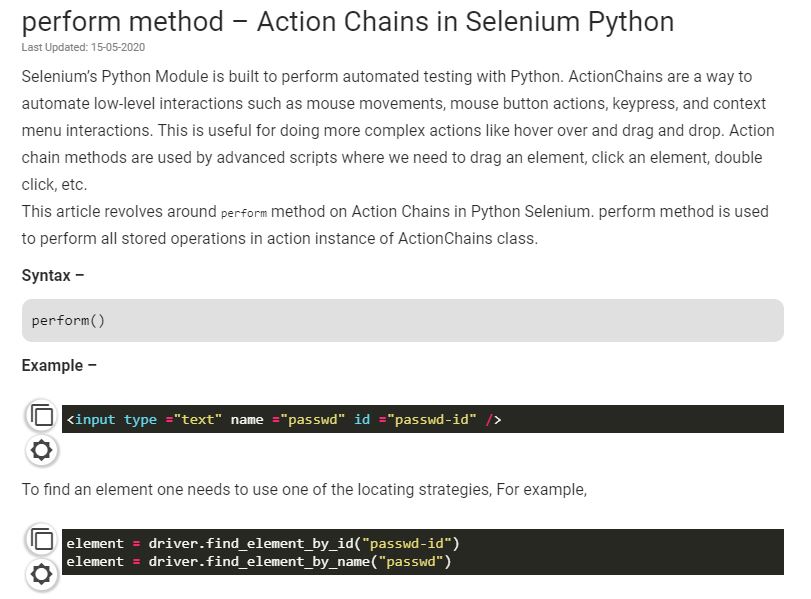 perform method – Action Chains in Selenium Python
Last Updated: 15-05-2020
Selenium's Python Module is built to perform automated testing with Python. ActionChains are a way to
automate low-level interactions such as mouse movements, mouse button actions, keypress, and context
menu interactions. This is useful for doing more complex actions like hover over and drag and drop. Action
chain methods are used by advanced scripts where we need to drag an element, click an element, double
click, etc.
This article revolves around perform method on Action Chains in Python Selenium. perform method is used
to perform all stored operations in action instance of ActionChains class.
Syntax –
perform()
Example –
<input type ="text" name ="passwd" id ="passwd-id" />
To find an element one needs to use one of the locating strategies, For example,
element = driver.find_element_by_id("passwd-id")
element = driver.find_element_by_name("passwd")